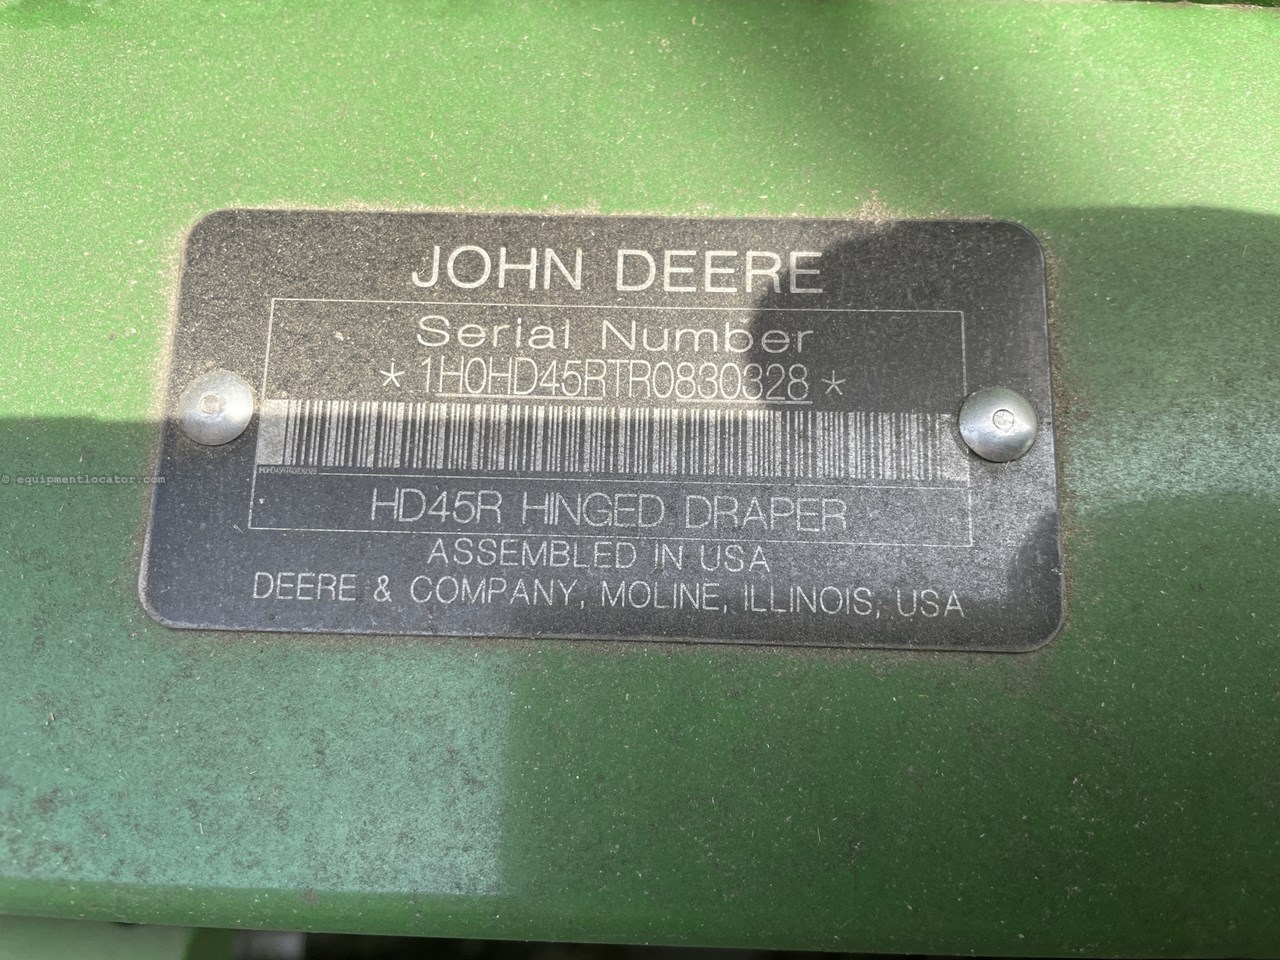 JOHN DEERE
Serial Number
* 1H0HD45RTR0830328 *
HD45R HINGED DRAPER
ASSEMBLED IN USA
DEERE & COMPANY, MOLINE, ILLINOIS, USA
© equipmentlocator.com